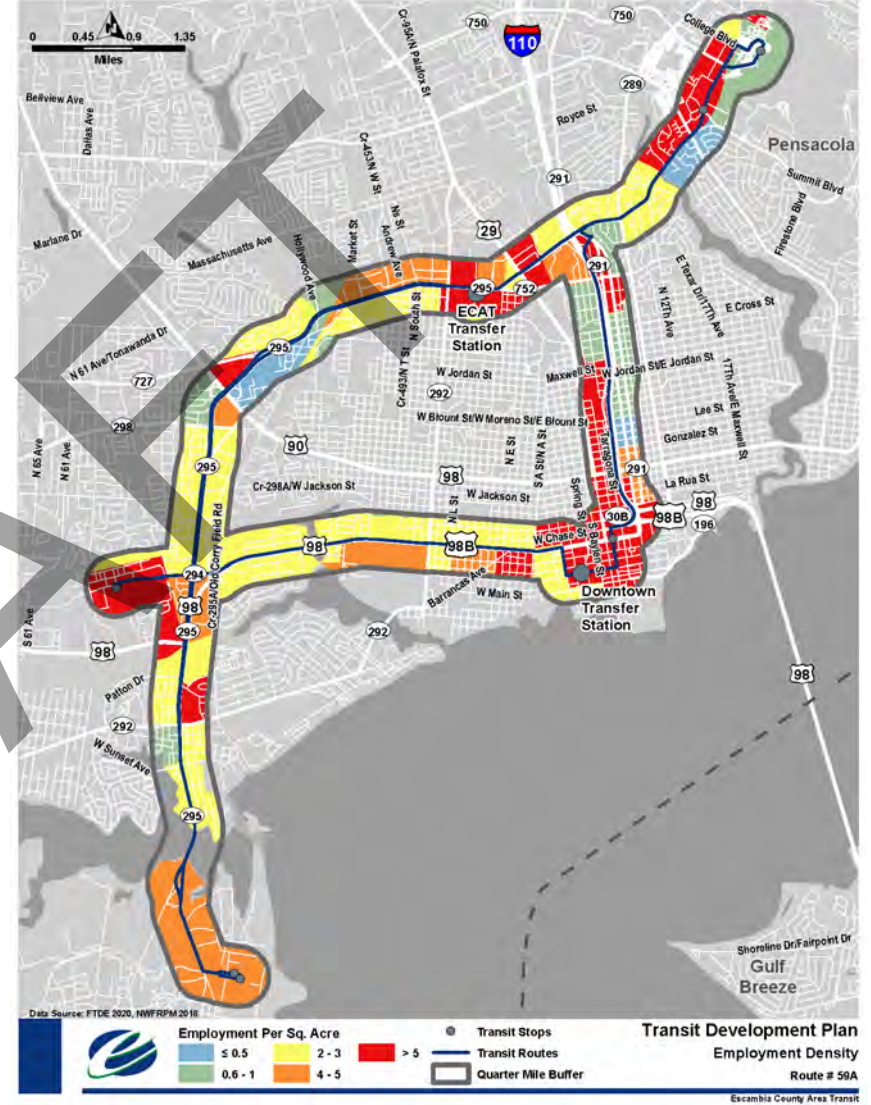 0 0.45 0.9 1.35
Miles
Cr-95A/N Palafox St
750
110
750
College Blvd
289
Bellview Ave
Dallas Ave
Royce St
Pensacola
Cr-453/N W St
291
Summit Blvd
Firestone Blvd
Marlane Dr
Massachusetts Ave
Hollywood Ave
Market St
Ns St
Andrew Ave
29
291
E Texar Dr/17Th Ave
N 12Th Ave
E Cross St
295
752
ECAT
Transfer
Station
N South St
N 61 Ave/Tonawanda Dr
295
727
Cr-493/N T St
W Jordan St
Maxwell St
W Jordan St/E Jordan St
292
17Th Ave/E Maxwell St
298
W Blount St/W Moreno St/E Blount St
Lee St
Gonzalez St
N 65 Ave
N 61 Ave
90
N E St
S A St/N A St
Tarragona St
295
98
291
Cr-298A/W Jackson St
W Jackson St
La Rua St
N L St
Spring St
30B
98B
98
196
Cr-295A/Old Corry Field Rd
98
98B
W Chase St
S Baylen St
294
Barrancas Ave
W Main St
Downtown
Transfer
Station
98
295
S 61 Ave
98
292
98
Patton Dr
292
W Sunset Ave
295
Shoreline Dr/Fairpoint Dr
Gulf
Breeze
Data Source: FTDE 2020, NWFRPM 2018
Employment Per Sq. Acre
≤ 0.5
2 - 3
> 5
0.6 - 1
4 - 5
Transit Stops
Transit Routes
Quarter Mile Buffer
Transit Development Plan
Employment Density
Route # 59A
Escambia County Area Transit